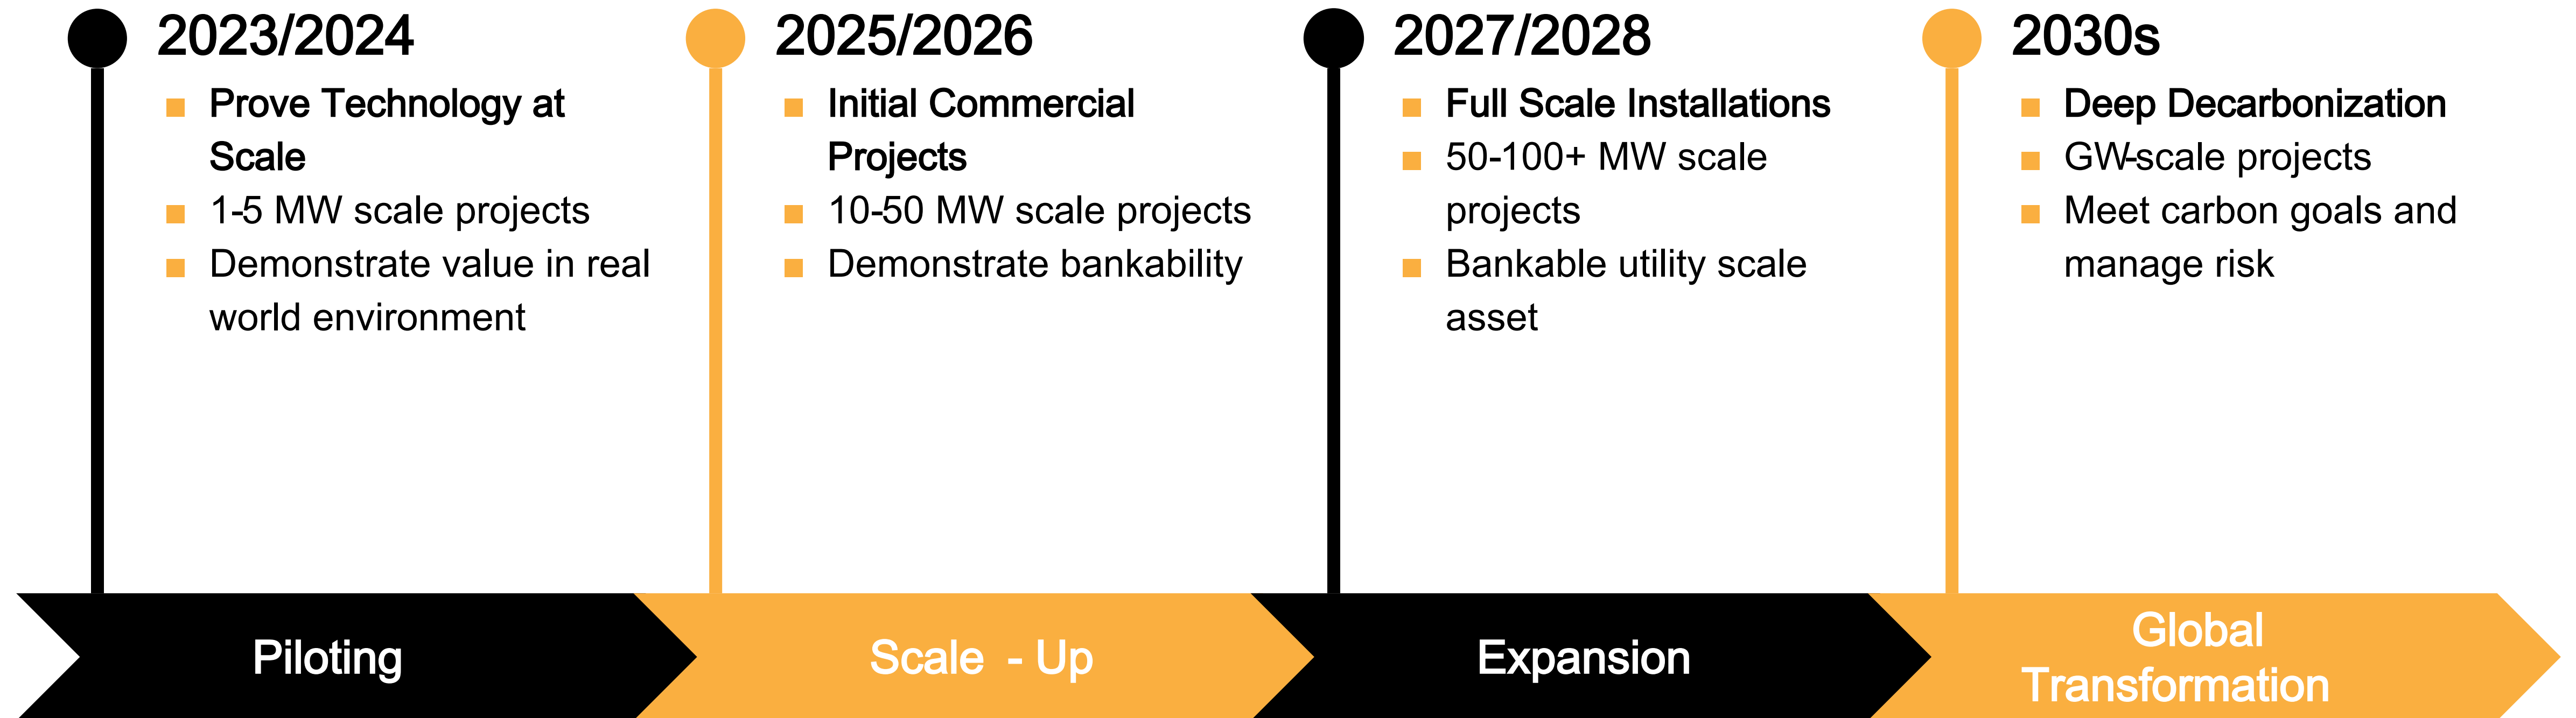 2023/2024
Prove Technology at
Scale
1-5 MW scale projects
Demonstrate value in real
world environment
2025/2026
Initial Commercial
Projects
10-50 MW scale projects
Demonstrate bankability
2027/2028
Full Scale Installations
50-100+ MW scale
projects
Bankable utility scale
asset
2030s
Deep Decarbonization
GW-scale projects
Meet carbon goals and
manage risk
Piloting
Scale - Up
Expansion
Global
Transformation